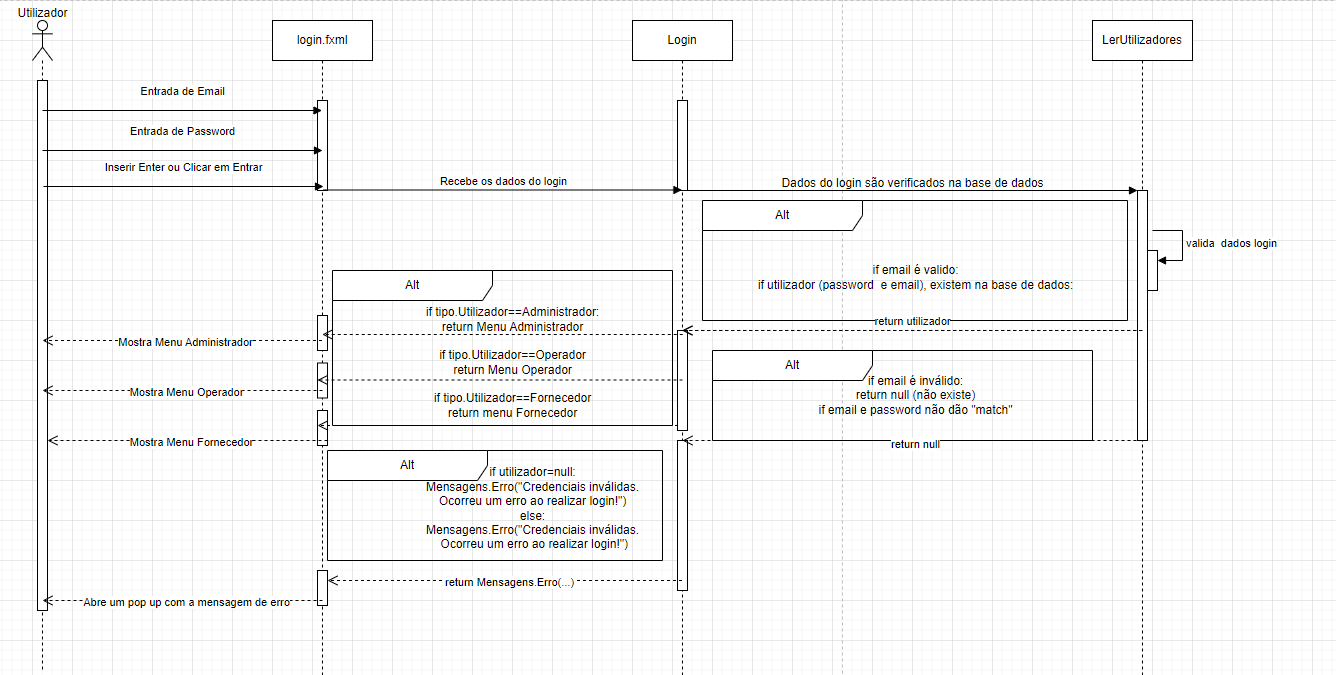 Utilizador
login.fxml
Login
LerUtilizadores
Entrada de Email
Entrada de Password
Inserir Enter ou Clicar em Entrar
Recebe os dados do login
Dados do login são verificados na base de dados
Alt
valida dados login
if email é valido:
if utilizador (password e email), existem na base de dados:
return utilizador
Alt
if tipo.Utilizador==Administrador:
return Menu Administrador
Mostra Menu Administrador
if tipo.Utilizador==Operador
return Menu Operador
Mostra Menu Operador
if tipo.Utilizador==Fornecedor
return menu Fornecedor
Mostra Menu Fornecedor
Alt
if email é inválido:
return null (não existe)
if email e password não dão "match"
return null
Alt
if utilizador=null:
Mensagens.Erro("Credenciais inválidas.
Ocorreu um erro ao realizar login!")
else:
Mensagens.Erro("Credenciais inválidas.
Ocorreu um erro ao realizar login!")
return Mensagens.Erro(...)
Abre um pop up com a mensagem de erro